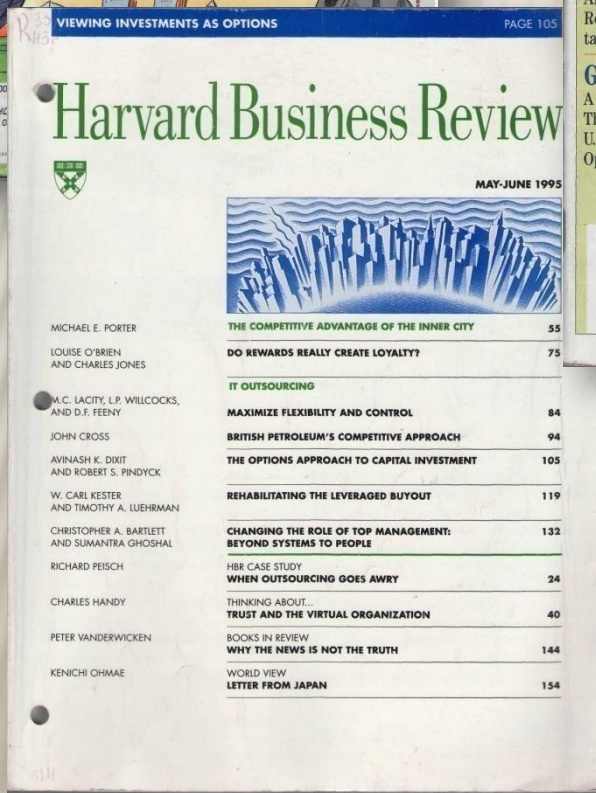 VIEWING INVESTMENTS AS OPTIONS PAGE 105
Harvard Business Review
MAY-JUNE 1995
MICHAEL E. PORTER THE COMPETITIVE ADVANTAGE OF THE INNER CITY 55
LOUISE O'BRIEN DO REWARDS REALLY CREATE LOYALTY? 75
AND CHARLES JONES
IT OUTSOURCING
M.C. LACITY, L.P. WILLCOCKS,
AND D.F. FEENY MAXIMIZE FLEXIBILITY AND CONTROL 84
JOHN CROSS BRITISH PETROLEUM'S COMPETITIVE APPROACH 94
AVINASH K. DIXIT THE OPTIONS APPROACH TO CAPITAL INVESTMENT 105
AND ROBERT S. PINDYCK
W. CARL KESTER REHABILITATING THE LEVERAGED BUYOUT 119
AND TIMOTHY A. LUEHRMAN
CHRISTOPHER A. BARTLETT CHANGING THE ROLE OF TOP MANAGEMENT: 132
AND SUMANTRA GHOSHAL BEYOND SYSTEMS TO PEOPLE
RICHARD PEISCH HBR CASE STUDY
WHEN OUTSOURCING GOES AWRY 24
CHARLES HANDY THINKING ABOUT...
TRUST AND THE VIRTUAL ORGANIZATION 40
PETER VANDERWICKEN BOOKS IN REVIEW
WHY THE NEWS IS NOT THE TRUTH 144
KENICHI OHMAE WORLD VIEW
LETTER FROM JAPAN 154